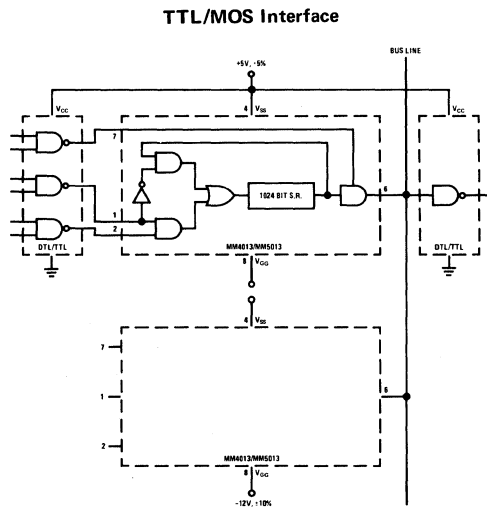 TTL/MOS Interface
BUS LINE
+5V, -5%
VCC
4 VSS
VCC
7
1024 BIT S.R.
6
1
2
DTL/TTL
MM4013/MM5013
DTL/TTL
8 VGG
4 VSS
7
1
6
2
MM4013/MM5013
8 VGG
-12V, ±10%